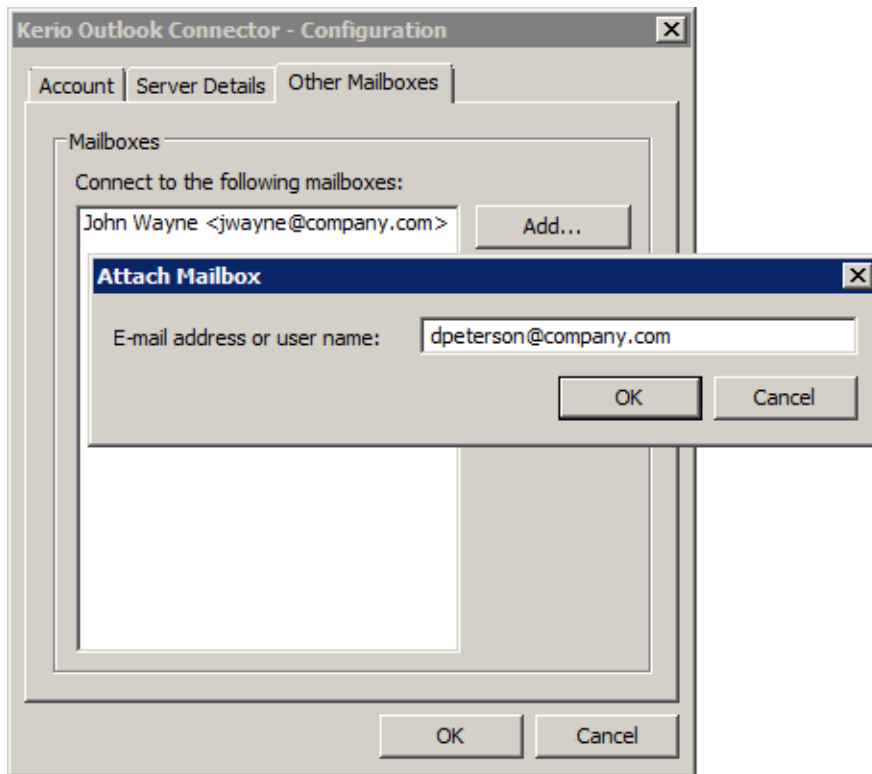 Kerio Outlook Connector - Configuration
Account Server Details Other Mailboxes
Mailboxes
Connect to the following mailboxes:
John Wayne <jwayne@company.com>
Add...
Attach Mailbox
E-mail address or user name: dpeterson@company.com
OK Cancel
OK Cancel